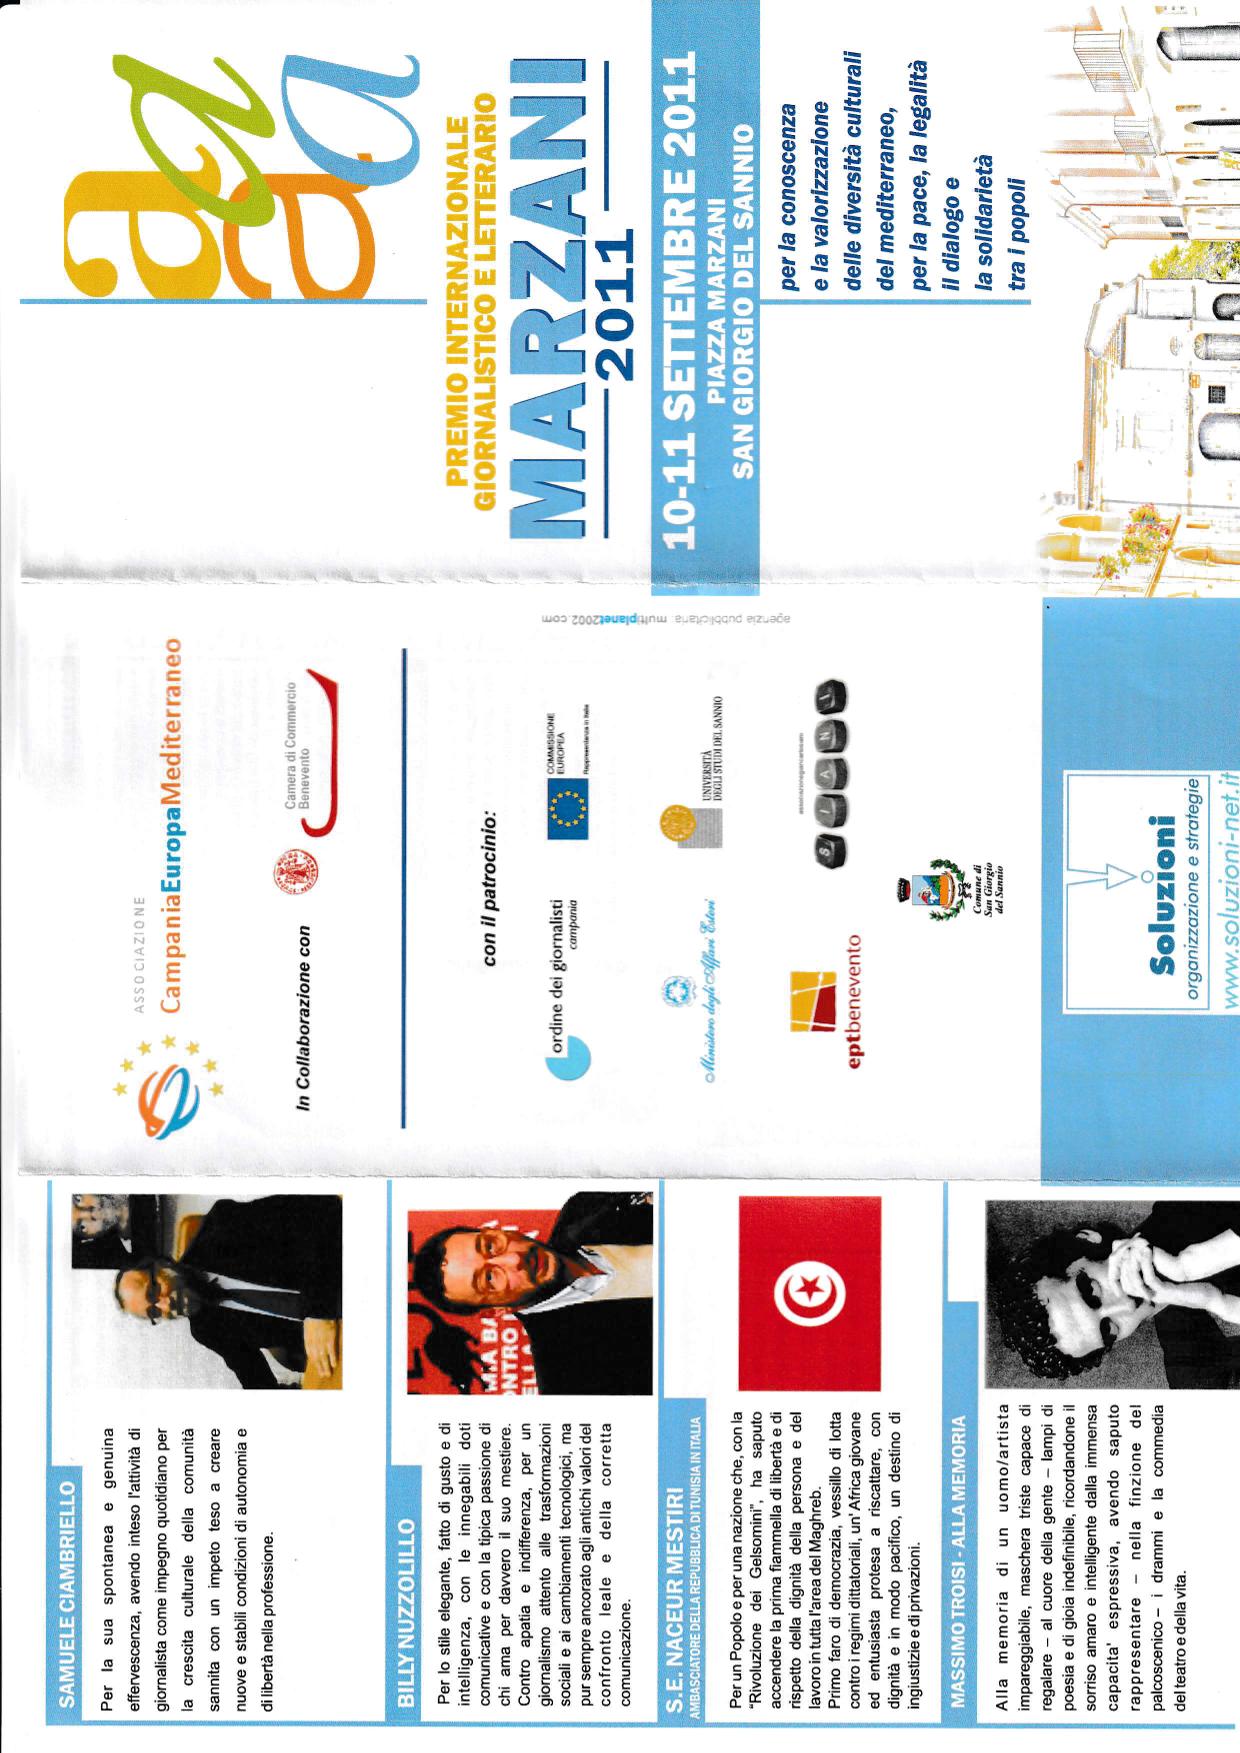 SAMUELE CIAMBRIELLO
Per la sua spontanea e genuina
effervescenza, avendo inteso l'attività di
giornalista come impegno quotidiano per
la crescita culturale della comunità
sannita con un impeto teso a creare
nuove e stabili condizioni di autonomia e
di libertà nella professione.
BILLY NUZZOLILLO
Per lo stile elegante, fatto di gusto e di
intelligenza, con le innegabili doti
comunicative e con la tipica passione di
chi ama per davvero il suo mestiere.
Contro apatia e indifferenza, per un
giornalismo attento alle trasformazioni
sociali e ai cambiamenti tecnologici, ma
pur sempre ancorato agli antichi valori del
confronto leale e della corretta
comunicazione.
S.E. NACEUR MESTIRI
AMBASCIATORE DELLA REPUBBLICA DI TUNISIA IN ITALIA
Per un Popolo e per una nazione che, con la
“Rivoluzione dei Gelsomini”, ha saputo
accendere la prima fiammella di libertà e di
rispetto della dignità della persona e del
lavoro in tutta l'area del Maghreb.
Primo faro di democrazia, vessillo di lotta
contro i regimi dittatoriali, un' Africa giovane
ed entusiasta protesa a riscattare, con
dignità e in modo pacifico, un destino di
ingiustizie e di privazioni.
MASSIMO TROISI - ALLA MEMORIA
Alla memoria di un uomo/artista
impareggiabile, maschera triste capace di
regalare – al cuore della gente – lampi di
poesia e di gioia indefinibile, ricordandone il
sorriso amaro e intelligente dalla immensa
capacita' espressiva, avendo saputo
rappresentare – nella finzione del
palcoscenico – i drammi e la commedia
del teatro e della vita.
ASSOCIAZIONE
CampaniaEuropaMediterraneo
In Collaborazione con
Camera di Commercio
Benevento
con il patrocinio:
ordine dei giornalisti
campania
COMMISSIONE
EUROPEA
Rappresentanza in Italia
Ministero degli Affari Esteri
UNIVERSITÀ
DEGLI STUDI DEL SANNIO
eptbenevento
associazionegiancarlosiani
SIANI
Comune di
San Giorgio
del Sannio
agenzia pubblicitaria multiplanet2002.com
Soluzioni
organizzazione e strategie
www.soluzioni-net.it
a
a
a
a
PREMIO INTERNAZIONALE
GIORNALISTICO E LETTERARIO
MARZANI
2011
10-11 SETTEMBRE 2011
PIAZZA MARZANI
SAN GIORGIO DEL SANNIO
per la conoscenza
e la valorizzazione
delle diversità culturali
del mediterraneo,
per la pace, la legalità
il dialogo e
la solidarietà
tra i popoli